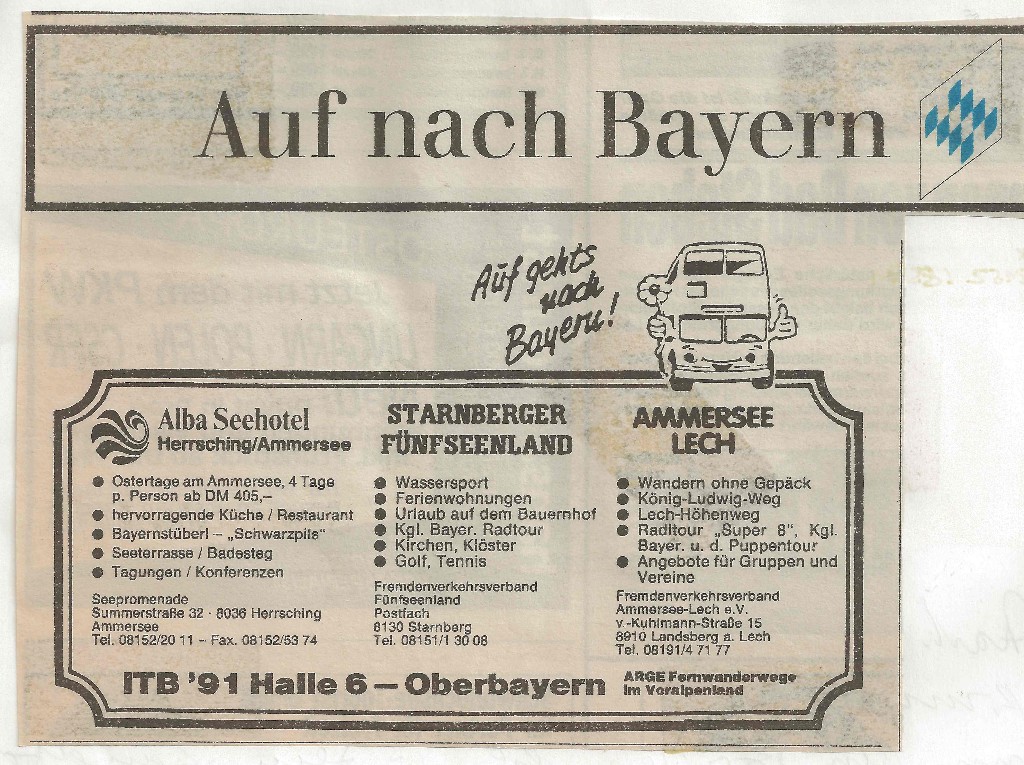 Auf nach Bayern
Auf gehts
nach
Bayern!
Alba Seehotel
Herrsching/Ammersee
● Ostertage am Ammersee, 4 Tage
p. Person ab DM 405,–
● hervorragende Küche / Restaurant
● Bayernstüberl – „Schwarzpils“
● Seeterrasse / Badesteg
● Tagungen / Konferenzen
Seepromenade
Summerstraße 32 · 8036 Herrsching
Ammersee
Tel. 08152/20 11 – Fax. 08152/53 74
STARNBERGER
FÜNFSEENLAND
● Wassersport
● Ferienwohnungen
● Urlaub auf dem Bauernhof
● Kgl. Bayer. Radtour
● Kirchen, Klöster
● Golf, Tennis
Fremdenverkehrsverband
Fünfseenland
Postfach
8130 Starnberg
Tel. 08151/1 30 08
AMMERSEE
LECH
● Wandern ohne Gepäck
● König-Ludwig-Weg
● Lech-Höhenweg
● Radltour „Super 8“, Kgl.
Bayer. u. d. Puppentour
● Angebote für Gruppen und
Vereine
Fremdenverkehrsverband
Ammersee-Lech e.V.
v.-Kuhlmann-Straße 15
8910 Landsberg a. Lech
Tel. 08191/4 71 77
ITB ’91 Halle 6 – Oberbayern
ARGE Fernwanderwege
im Voralpenland